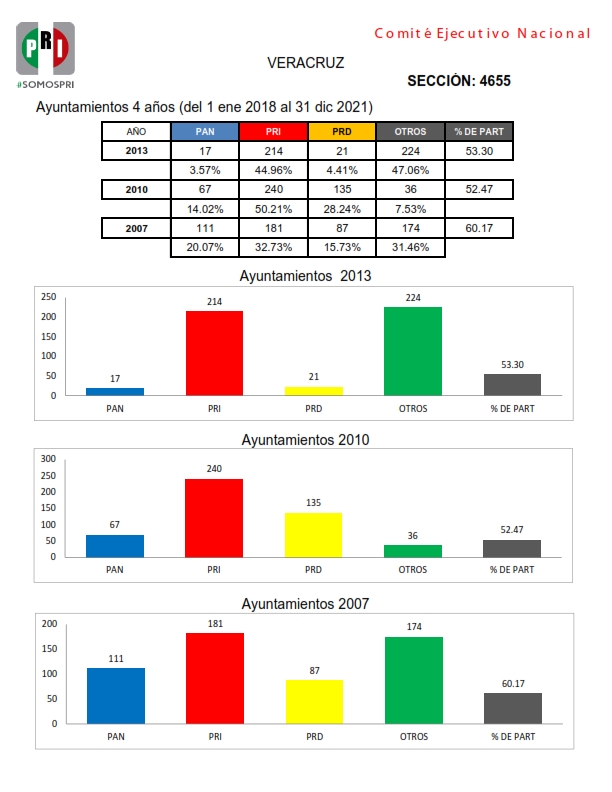 Comité Ejecutivo Nacional
PRI
#SOMOSPRI
VERACRUZ
SECCIÓN: 4655
Ayuntamientos 4 años (del 1 ene 2018 al 31 dic 2021)
AÑO PAN PRI PRD OTROS % DE PART
2013 17 214 21 224 53.30
3.57% 44.96% 4.41% 47.06%
2010 67 240 135 36 52.47
14.02% 50.21% 28.24% 7.53%
2007 111 181 87 174 60.17
20.07% 32.73% 15.73% 31.46%
Ayuntamientos 2013
250
200
150
100
50
0
17 214 21 224 53.30
PAN PRI PRD OTROS % DE PART
Ayuntamientos 2010
300
250
200
150
100
50
0
67 240 135 36 52.47
PAN PRI PRD OTROS % DE PART
Ayuntamientos 2007
200
150
100
50
0
111 181 87 174 60.17
PAN PRI PRD OTROS % DE PART